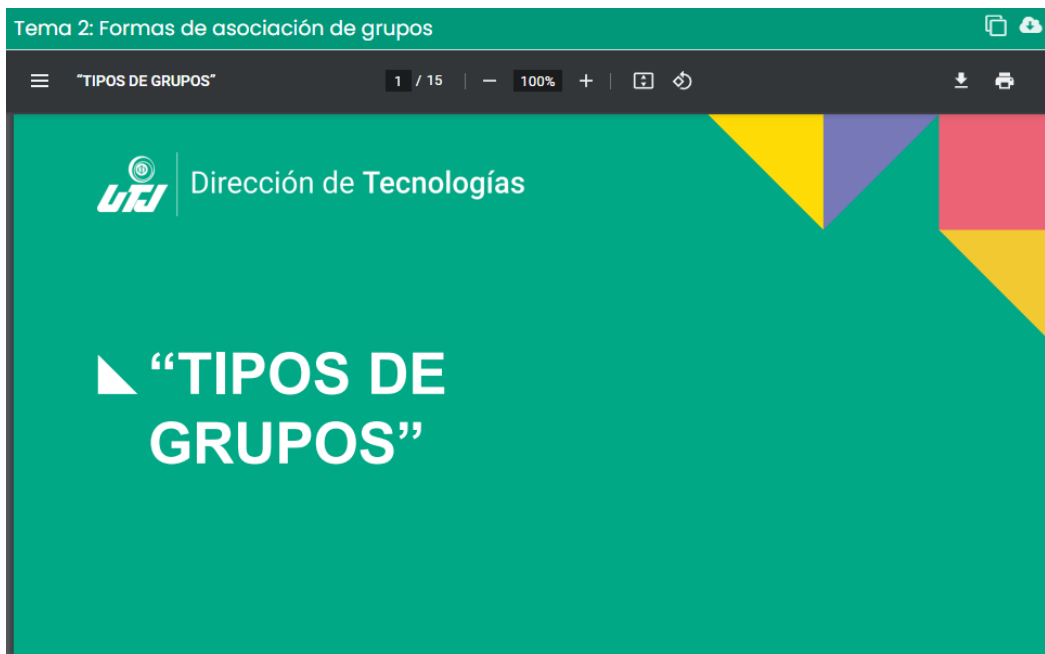 Tema 2: Formas de asociación de grupos
“TIPOS DE GRUPOS”
1 / 15
100%
UTJ
Dirección de Tecnologías
“TIPOS DE
GRUPOS”